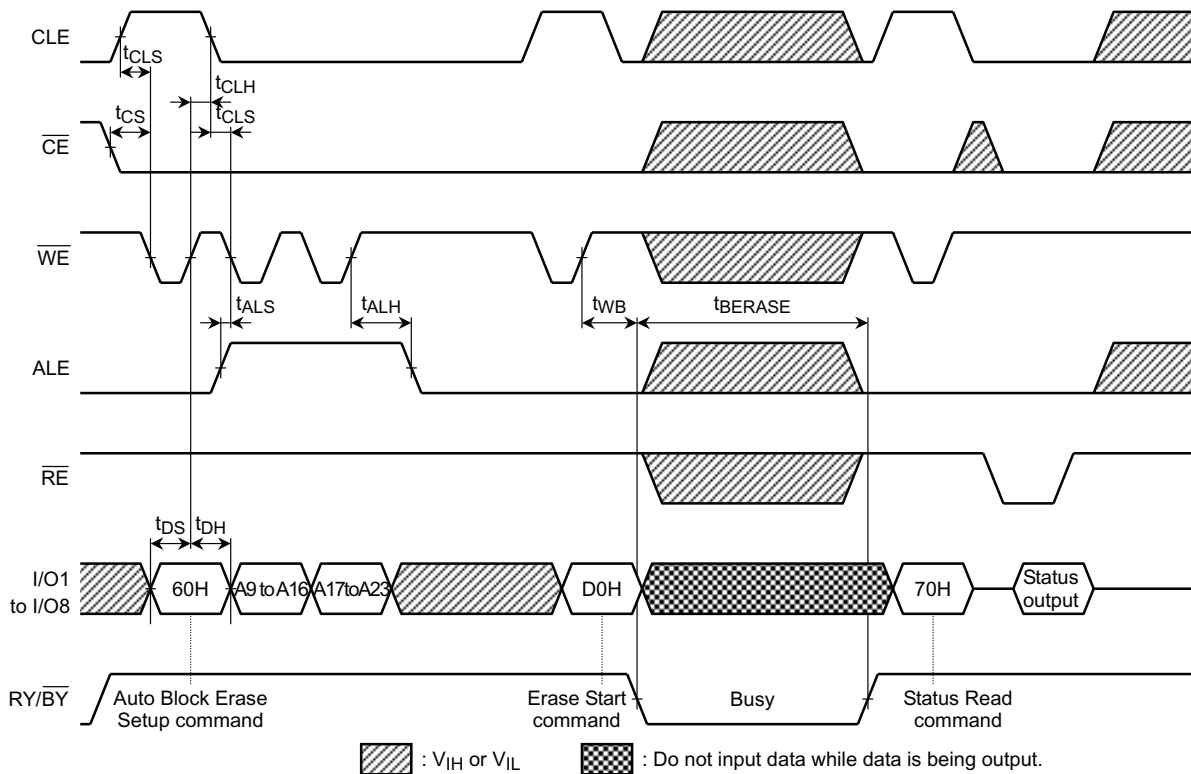 CLE
tCLS
tCLH
tCS
tCLS
CE
WE
tALS
tALH
tWB
tBERASE
ALE
RE
tDS
tDH
I/O1
to I/O8
60H
A9 to A16
A17 to A23
D0H
70H
Status
output
RY/BY
Auto Block Erase
Setup command
Erase Start
command
Busy
Status Read
command
: VIH or VIL
: Do not input data while data is being output.